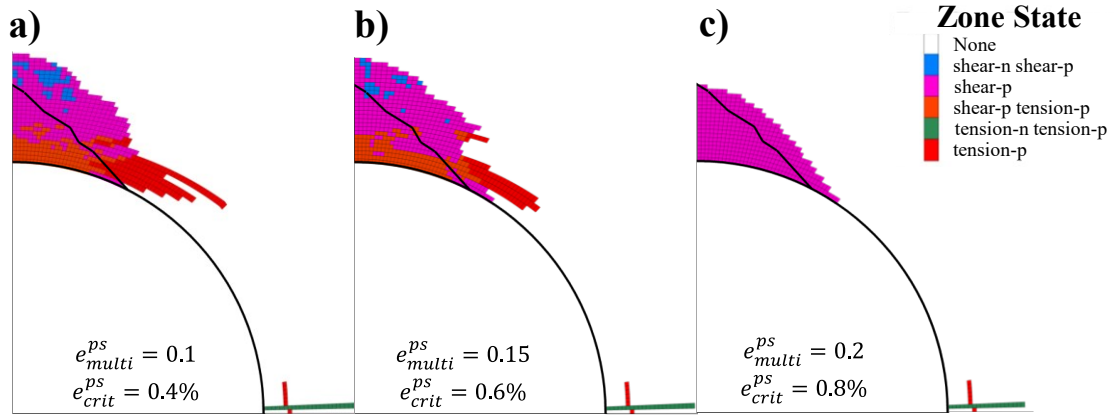 a)
b)
c)
Zone State
None
shear-n shear-p
shear-p
shear-p tension-p
tension-n tension-p
tension-p
e^{ps}_{multi} = 0.1
e^{ps}_{crit} = 0.4%
e^{ps}_{multi} = 0.15
e^{ps}_{crit} = 0.6%
e^{ps}_{multi} = 0.2
e^{ps}_{crit} = 0.8%